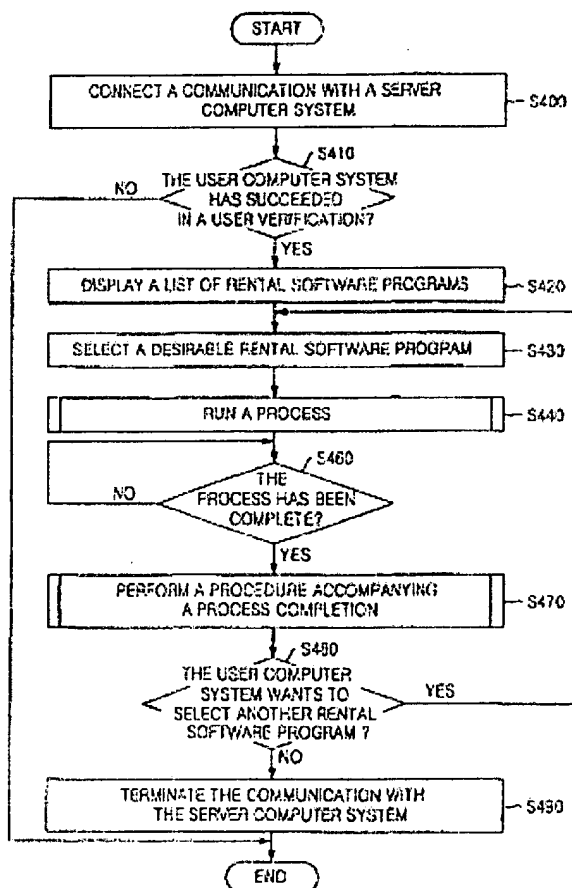 START
CONNECT A COMMUNICATION WITH A SERVER
COMPUTER SYSTEM
S400
S410
NO
THE USER COMPUTER SYSTEM
HAS SUCCEEDED
IN A USER VERIFICATION?
YES
DISPLAY A LIST OF RENTAL SOFTWARE PROGRAMS
S420
SELECT A DESIRABLE RENTAL SOFTWARE PROGRAM
S430
RUN A PROCESS
S440
S460
NO
THE
PROCESS HAS BEEN
COMPLETE?
YES
PERFORM A PROCEDURE ACCOMPANYING
A PROCESS COMPLETION
S470
S480
THE USER COMPUTER
SYSTEM WANTS TO
SELECT ANOTHER RENTAL
SOFTWARE PROGRAM ?
YES
NO
TERMINATE THE COMMUNICATION WITH
THE SERVER COMPUTER SYSTEM
S490
END